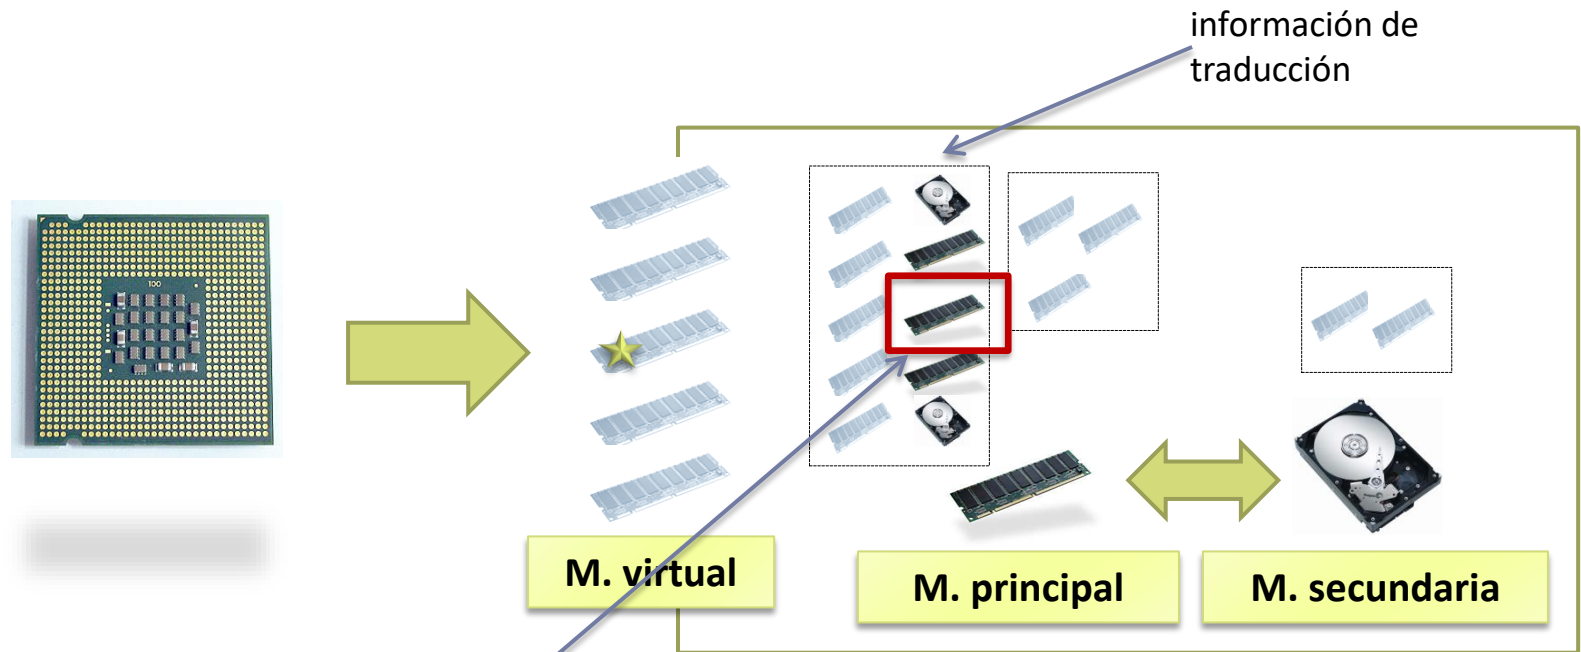 información de
traducción
M. virtual
M. principal
M. secundaria